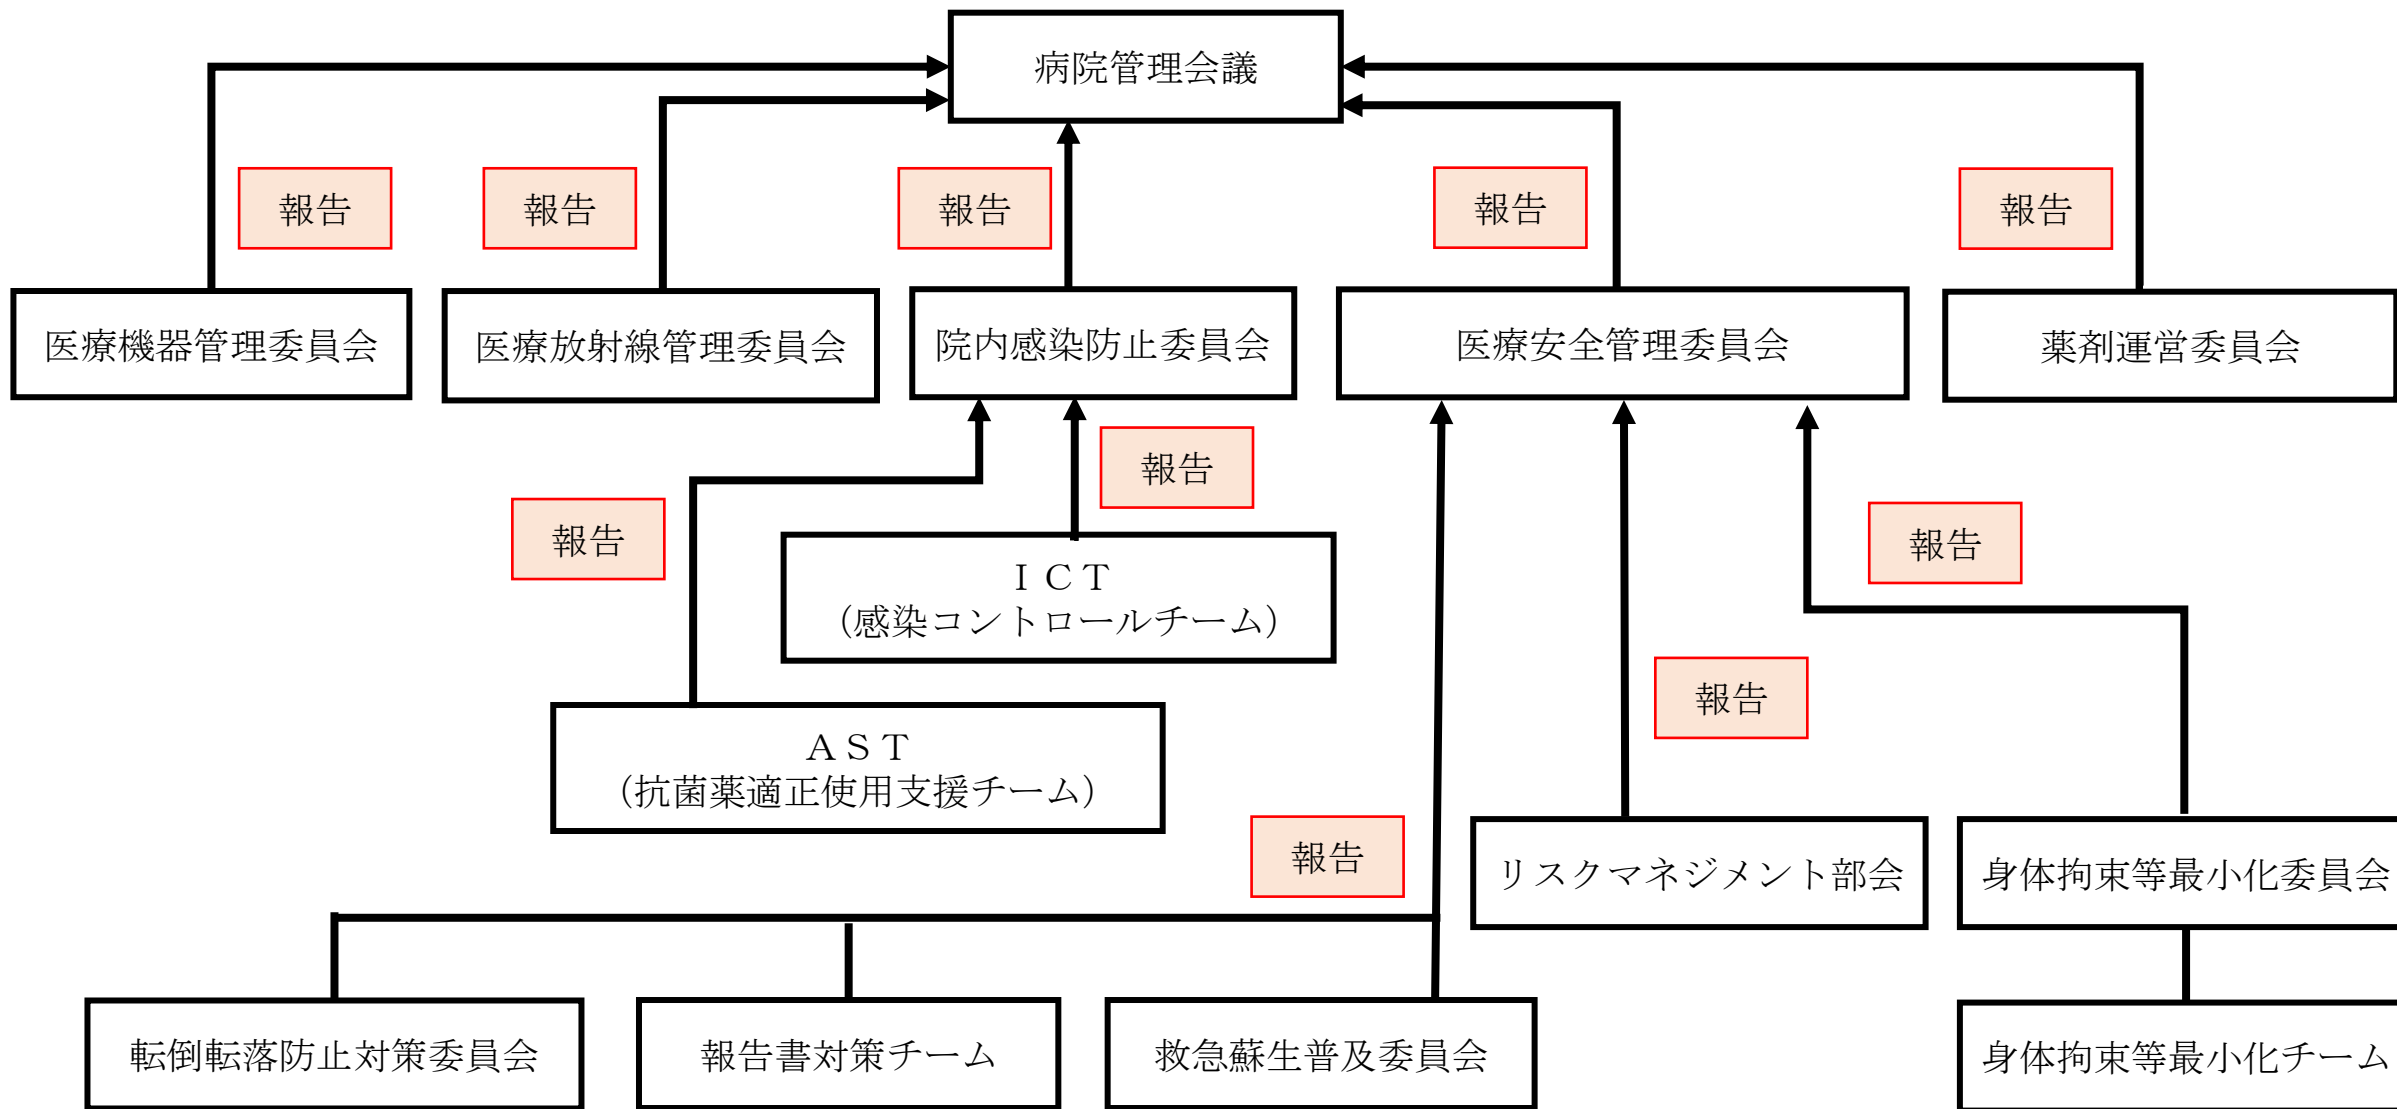 病院管理会議
報告
報告
報告
報告
報告
医療機器管理委員会
医療放射線管理委員会
院内感染防止委員会
医療安全管理委員会
薬剤運営委員会
報告
報告
報告
ＩＣＴ
（感染コントロールチーム）
報告
ＡＳＴ
（抗菌薬適正使用支援チーム）
報告
リスクマネジメント部会
身体拘束等最小化委員会
転倒転落防止対策委員会
報告書対策チーム
救急蘇生普及委員会
身体拘束等最小化チーム